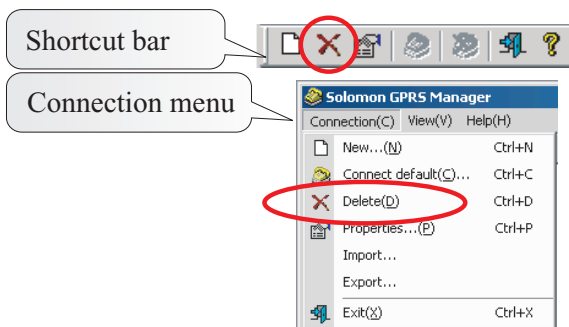 Shortcut bar
Connection menu
Solomon GPRS Manager
Connection(C) View(V) Help(H)
New...(N) Ctrl+N
Connect default(C)... Ctrl+C
Delete(D) Ctrl+D
Properties...(P) Ctrl+P
Import...
Export...
Exit(X) Ctrl+X